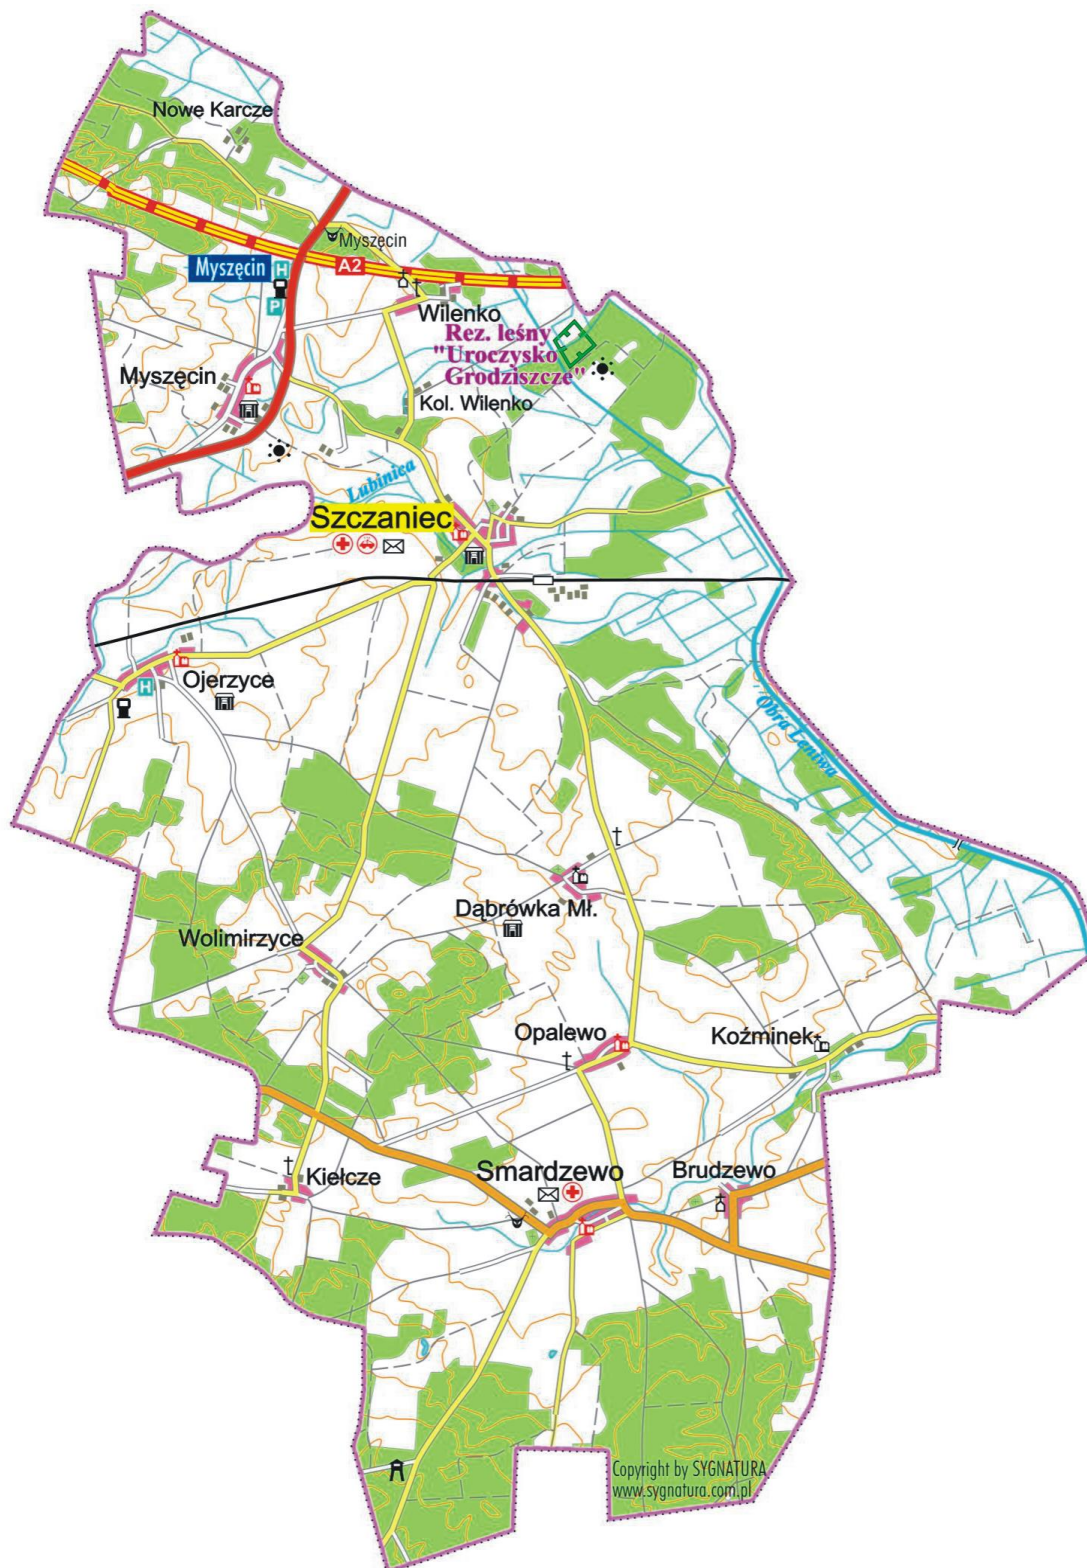 Nowe Karcze
Myszęcin
Myszęcin
H
A2
P
Wilenko
Rez. leśny
"Uroczysko
Grodziszcze"
Myszęcin
Kol. Wilenko
Lubinica
Szczaniec
Ojerzyce
H
Obra Leniwa
Dąbrówka Mł.
Wolimirzyce
Opalewo
Koźminek
Smardzewo
Brudzewo
Kiełcze
Copyright by SYGNATURA
www.sygnatura.com.pl